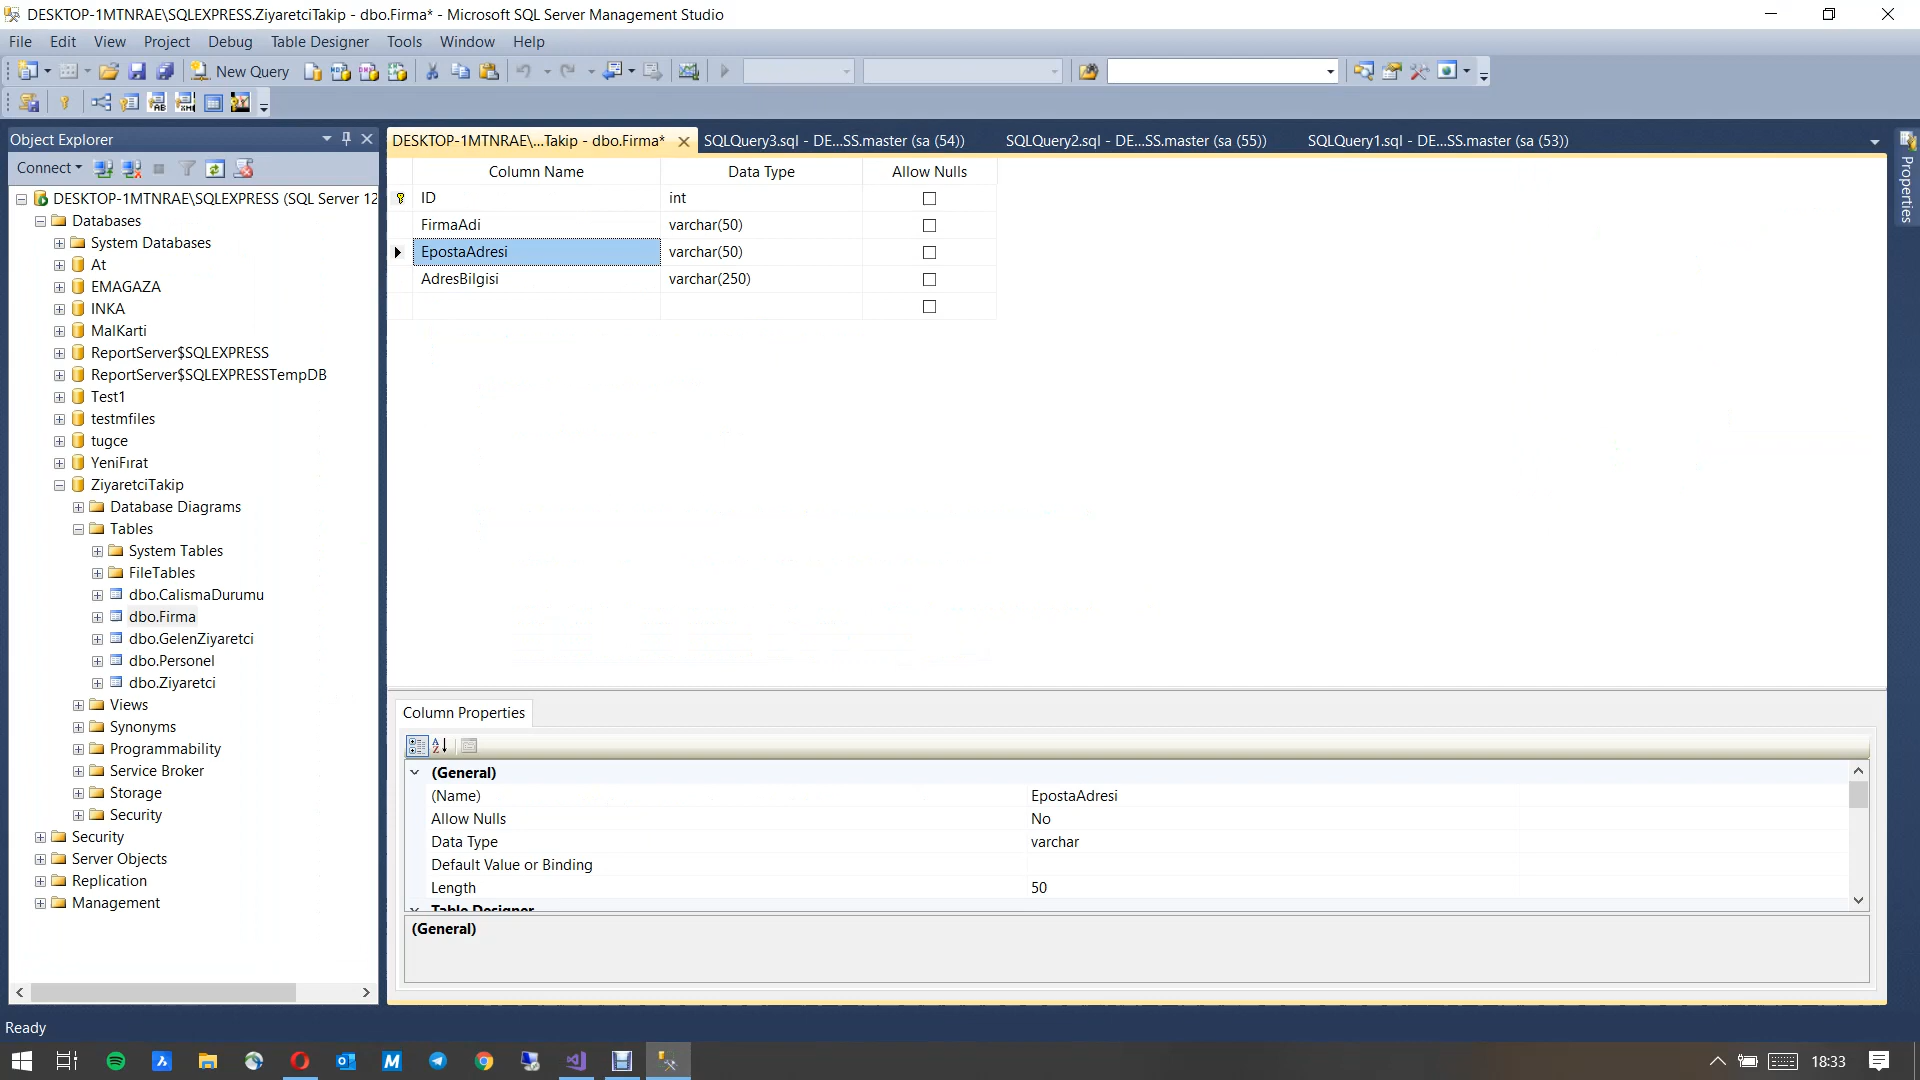 DESKTOP-1MTNRAE\SQLEXPRESS.ZiyaretciTakip - dbo.Firma* - Microsoft SQL Server Management Studio
File Edit View Project Debug Table Designer Tools Window Help
New Query
Object Explorer
DESKTOP-1MTNRAE\...Takip - dbo.Firma* SQLQuery3.sql - DE...SS.master (sa (54)) SQLQuery2.sql - DE...SS.master (sa (55)) SQLQuery1.sql - DE...SS.master (sa (53))
Connect
DESKTOP-1MTNRAE\SQLEXPRESS (SQL Server 12
Databases
System Databases
At
EMAGAZA
INKA
MalKarti
ReportServer$SQLEXPRESS
ReportServer$SQLEXPRESSTempDB
Test1
testmfiles
tugce
YeniFırat
ZiyaretciTakip
Database Diagrams
Tables
System Tables
FileTables
dbo.CalismaDurumu
dbo.Firma
dbo.GelenZiyaretci
dbo.Personel
dbo.Ziyaretci
Views
Synonyms
Programmability
Service Broker
Storage
Security
Security
Server Objects
Replication
Management
Column Name Data Type Allow Nulls
ID int
FirmaAdi varchar(50)
EpostaAdresi varchar(50)
AdresBilgisi varchar(250)
Column Properties
(General)
(Name) EpostaAdresi
Allow Nulls No
Data Type varchar
Default Value or Binding
Length 50
Table Designer
(General)
Properties
Ready
18:33